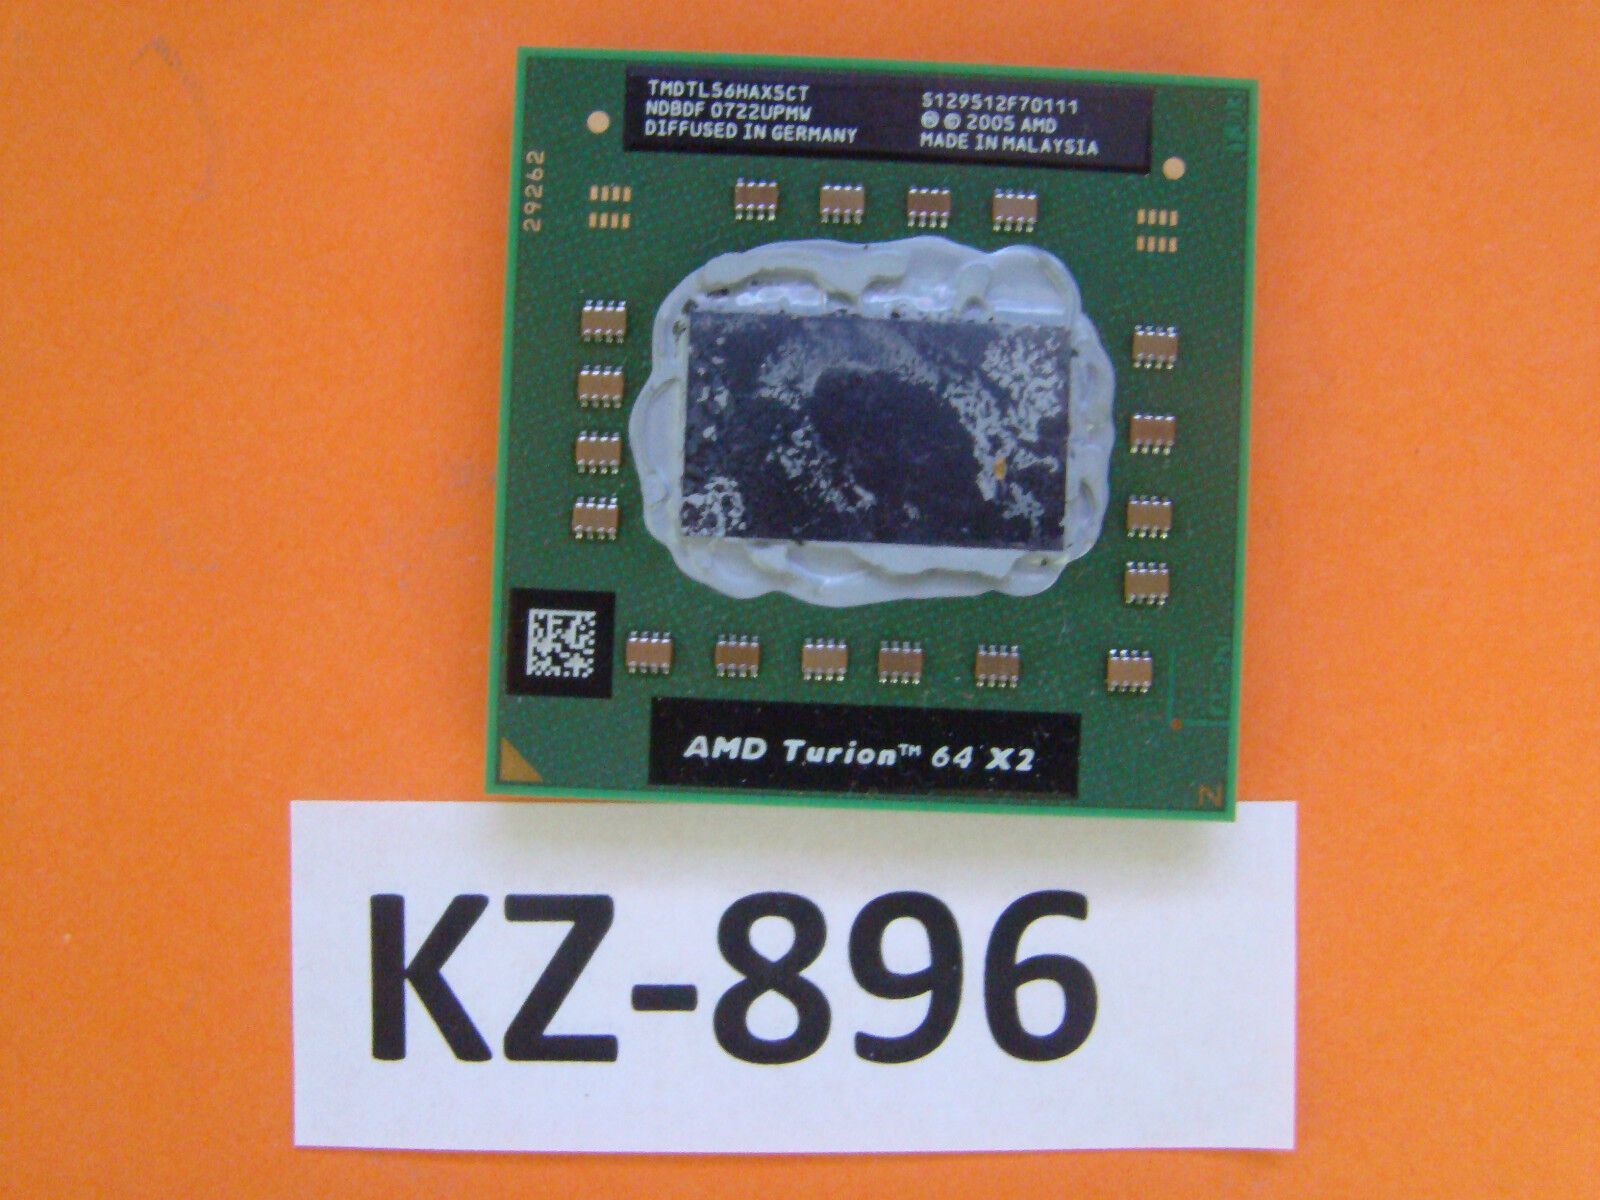 TMDTL56HAX5CT
NDBDF 0722UPMW
DIFFUSED IN GERMANY
S129512F70111
Ⓜ © 2005 AMD
MADE IN MALAYSIA
29262
AMD Turion™ 64 X2
N
KZ-896